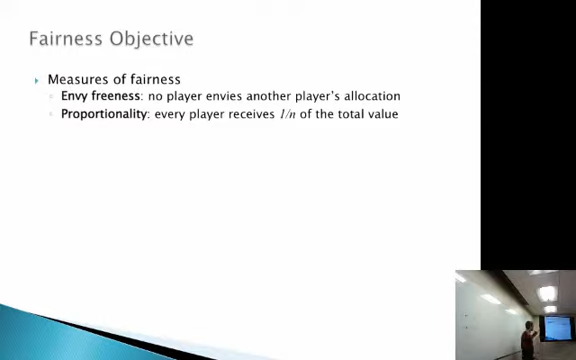 Fairness Objective
Measures of fairness
Envy freeness: no player envies another player's allocation
Proportionality: every player receives 1/n of the total value